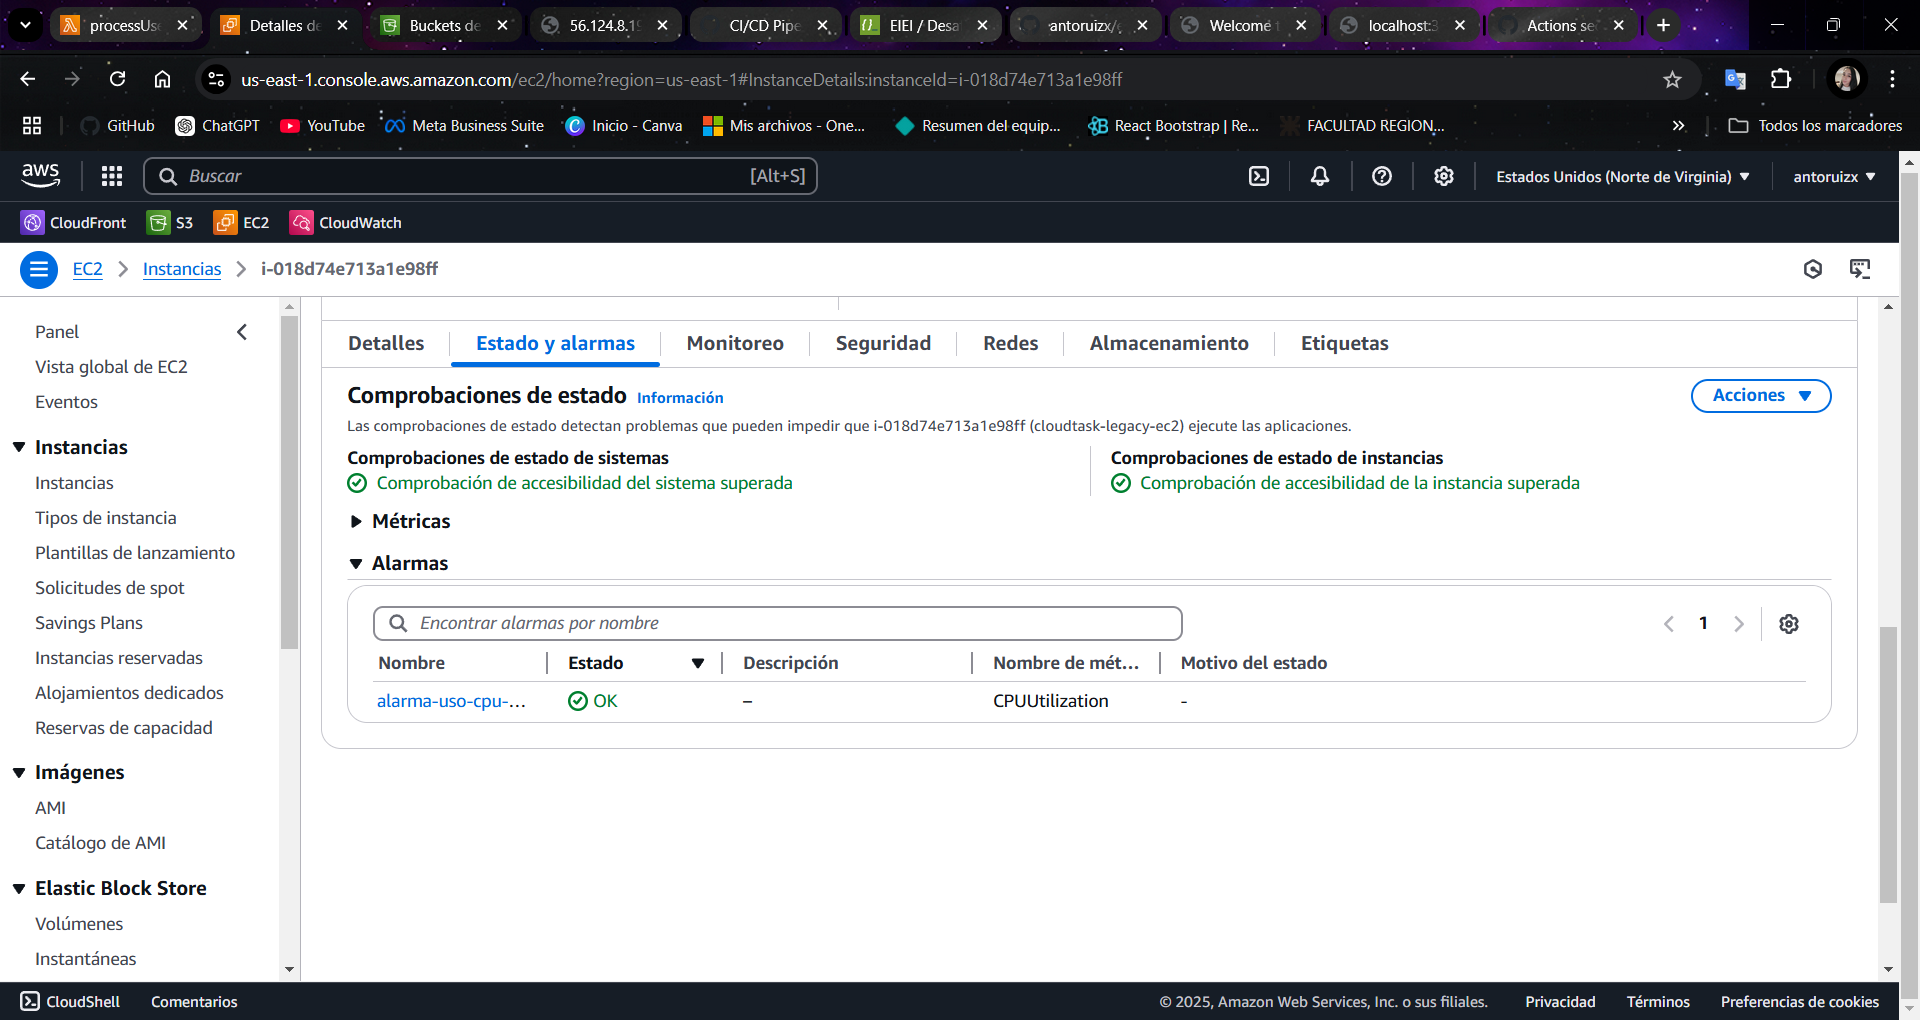 processUs
Detalles de
Buckets de
56.124.8.19
CI/CD Pipe
EIEI / Desa
antoruizx/
Welcome t
localhost:3
Actions se
us-east-1.console.aws.amazon.com/ec2/home?region=us-east-1#InstanceDetails:instanceId=i-018d74e713a1e98ff
GitHub
ChatGPT
YouTube
Meta Business Suite
Inicio - Canva
Mis archivos - One...
Resumen del equip...
React Bootstrap | Re...
FACULTAD REGION...
Todos los marcadores
aws
Buscar
[Alt+S]
Estados Unidos (Norte de Virginia)
antoruizx
CloudFront
S3
EC2
CloudWatch
EC2
Instancias
i-018d74e713a1e98ff
Panel
Vista global de EC2
Eventos
Instancias
Instancias
Tipos de instancia
Plantillas de lanzamiento
Solicitudes de spot
Savings Plans
Instancias reservadas
Alojamientos dedicados
Reservas de capacidad
Imágenes
AMI
Catálogo de AMI
Elastic Block Store
Volúmenes
Instantáneas
Detalles
Estado y alarmas
Monitoreo
Seguridad
Redes
Almacenamiento
Etiquetas
Comprobaciones de estado Información
Acciones
Las comprobaciones de estado detectan problemas que pueden impedir que i-018d74e713a1e98ff (cloudtask-legacy-ec2) ejecute las aplicaciones.
Comprobaciones de estado de sistemas
Comprobación de accesibilidad del sistema superada
Comprobaciones de estado de instancias
Comprobación de accesibilidad de la instancia superada
Métricas
Alarmas
Encontrar alarmas por nombre
1
Nombre
Estado
Descripción
Nombre de mét...
Motivo del estado
alarma-uso-cpu-...
OK
–
CPUUtilization
-
CloudShell
Comentarios
© 2025, Amazon Web Services, Inc. o sus filiales.
Privacidad
Términos
Preferencias de cookies